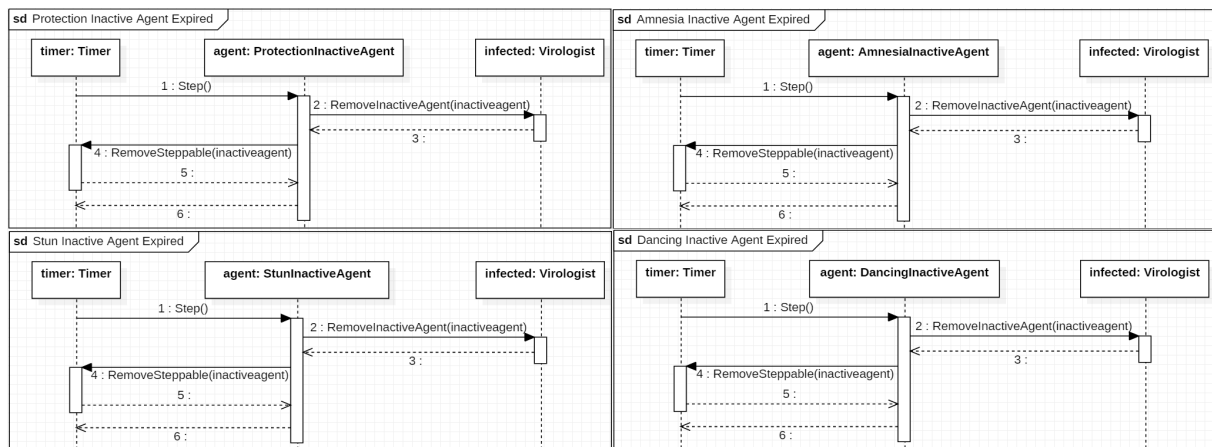 sd Protection Inactive Agent Expired
timer: Timer
agent: ProtectionInactiveAgent
infected: Virologist
1 : Step()
2 : RemoveInactiveAgent(inactiveagent)
3 :
4 : RemoveSteppable(inactiveagent)
5 :
6 :
sd Amnesia Inactive Agent Expired
timer: Timer
agent: AmnesiaInactiveAgent
infected: Virologist
1 : Step()
2 : RemoveInactiveAgent(inactiveagent)
3 :
4 : RemoveSteppable(inactiveagent)
5 :
6 :
sd Stun Inactive Agent Expired
timer: Timer
agent: StunInactiveAgent
infected: Virologist
1 : Step()
2 : RemoveInactiveAgent(inactiveagent)
3 :
4 : RemoveSteppable(inactiveagent)
5 :
6 :
sd Dancing Inactive Agent Expired
timer: Timer
agent: DancingInactiveAgent
infected: Virologist
1 : Step()
2 : RemoveInactiveAgent(inactiveagent)
3 :
4 : RemoveSteppable(inactiveagent)
5 :
6 :